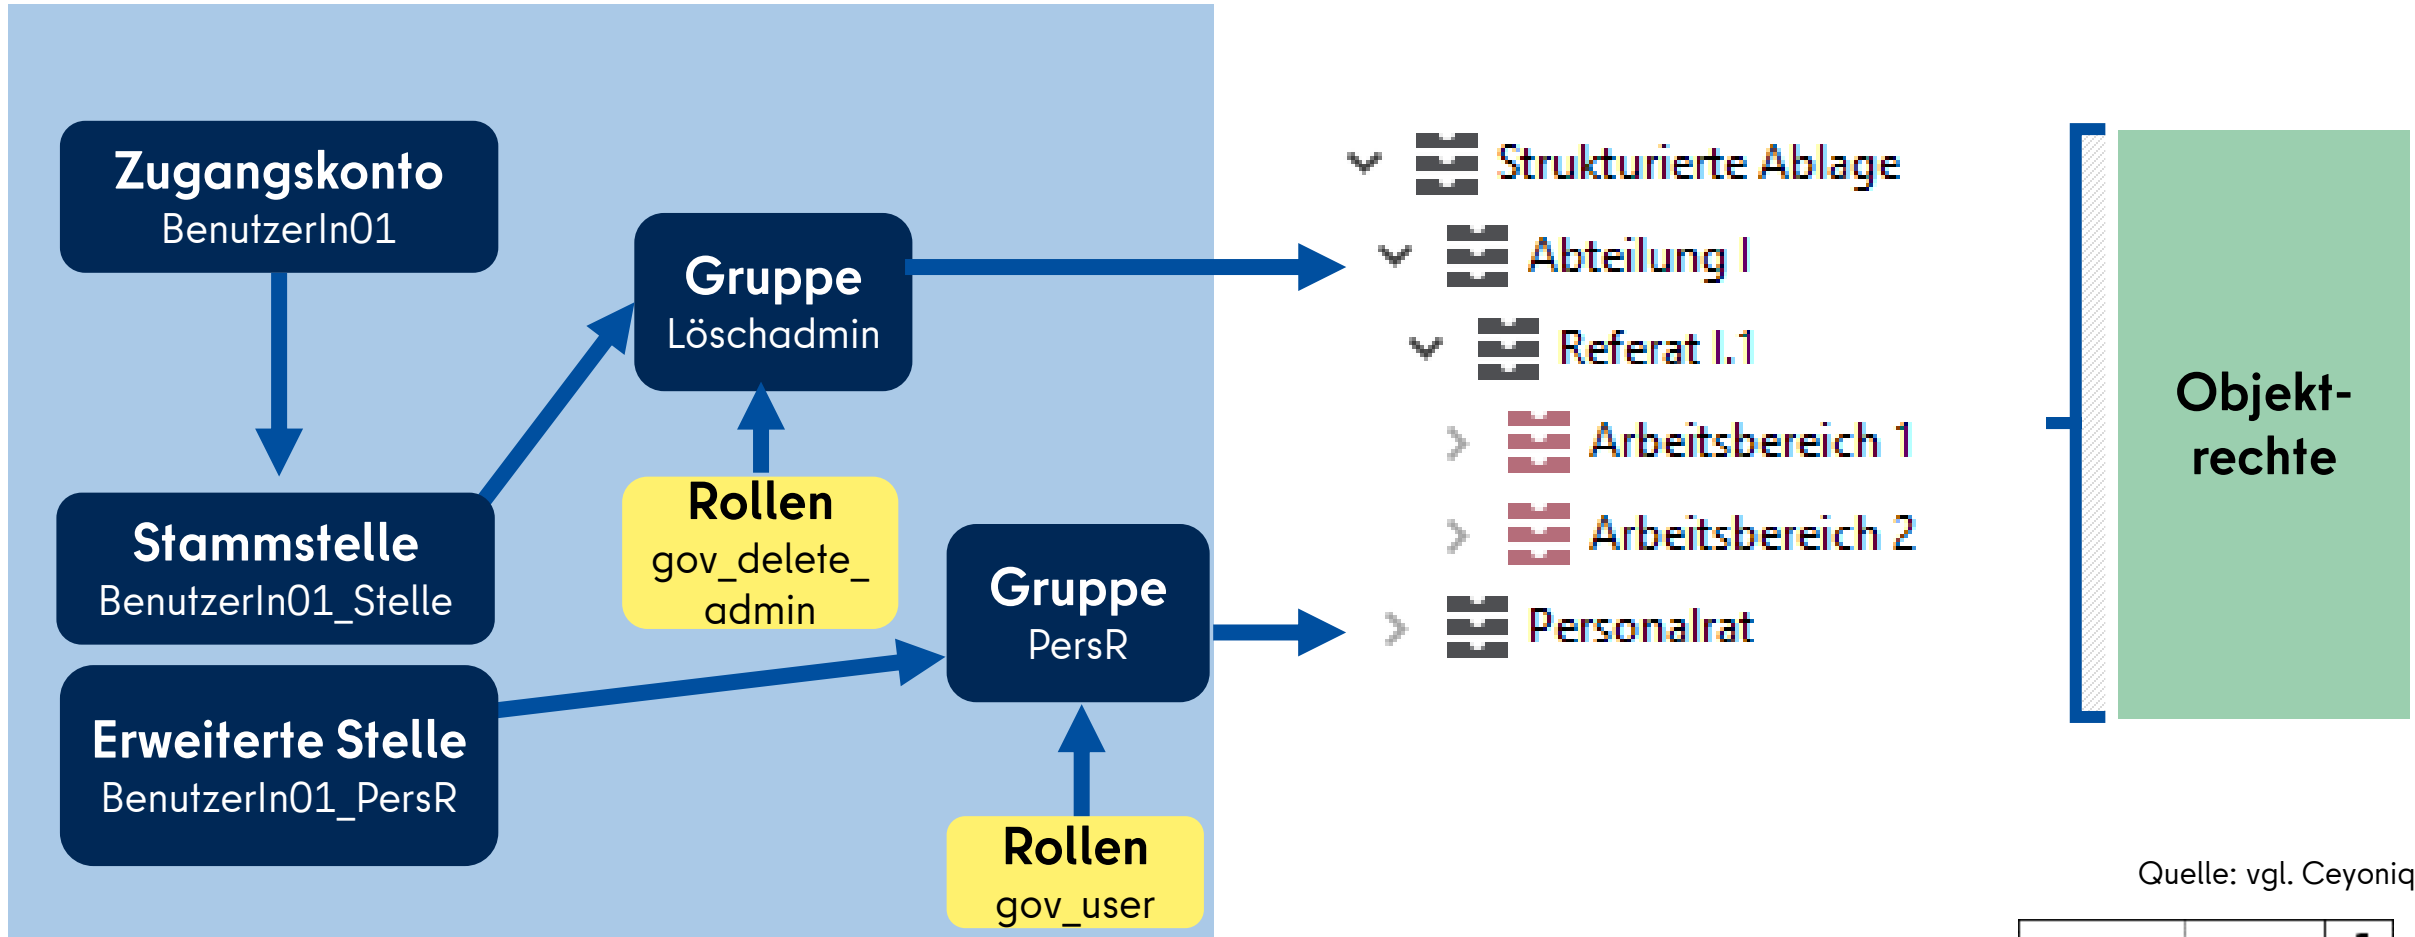 Zugangskonto
BenutzerIn01
Stammstelle
BenutzerIn01_Stelle
Erweiterte Stelle
BenutzerIn01_PersR
Gruppe
Löschadmin
Rollen
gov_delete_
admin
Gruppe
PersR
Rollen
gov_user
Strukturierte Ablage
Abteilung I
Referat I.1
Arbeitsbereich 1
Arbeitsbereich 2
Personalrat
Objekt-
rechte
Quelle: vgl. Ceyoniq